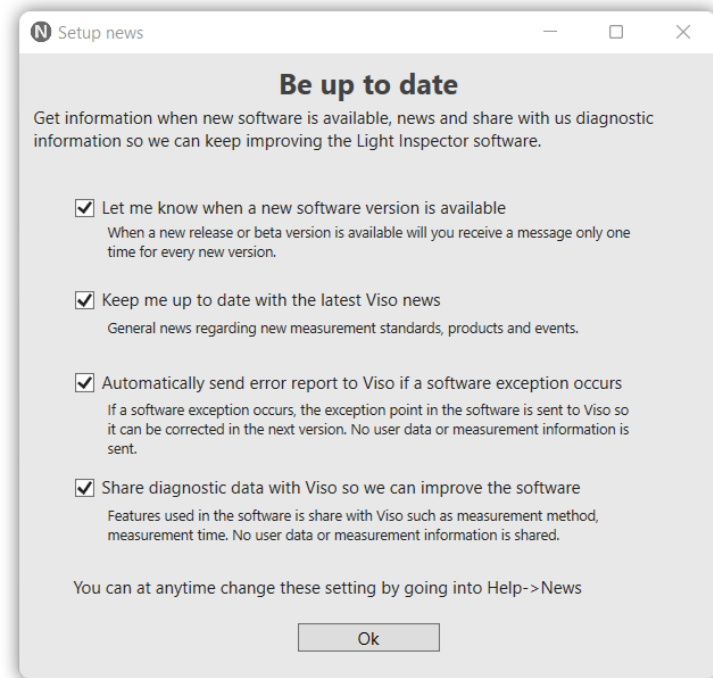 N Setup news
Be up to date
Get information when new software is available, news and share with us diagnostic
information so we can keep improving the Light Inspector software.
Let me know when a new software version is available
When a new release or beta version is available will you receive a message only one
time for every new version.
Keep me up to date with the latest Viso news
General news regarding new measurement standards, products and events.
Automatically send error report to Viso if a software exception occurs
If a software exception occurs, the exception point in the software is sent to Viso so
it can be corrected in the next version. No user data or measurement information is
sent.
Share diagnostic data with Viso so we can improve the software
Features used in the software is share with Viso such as measurement method,
measurement time. No user data or measurement information is shared.
You can at anytime change these setting by going into Help->News
Ok